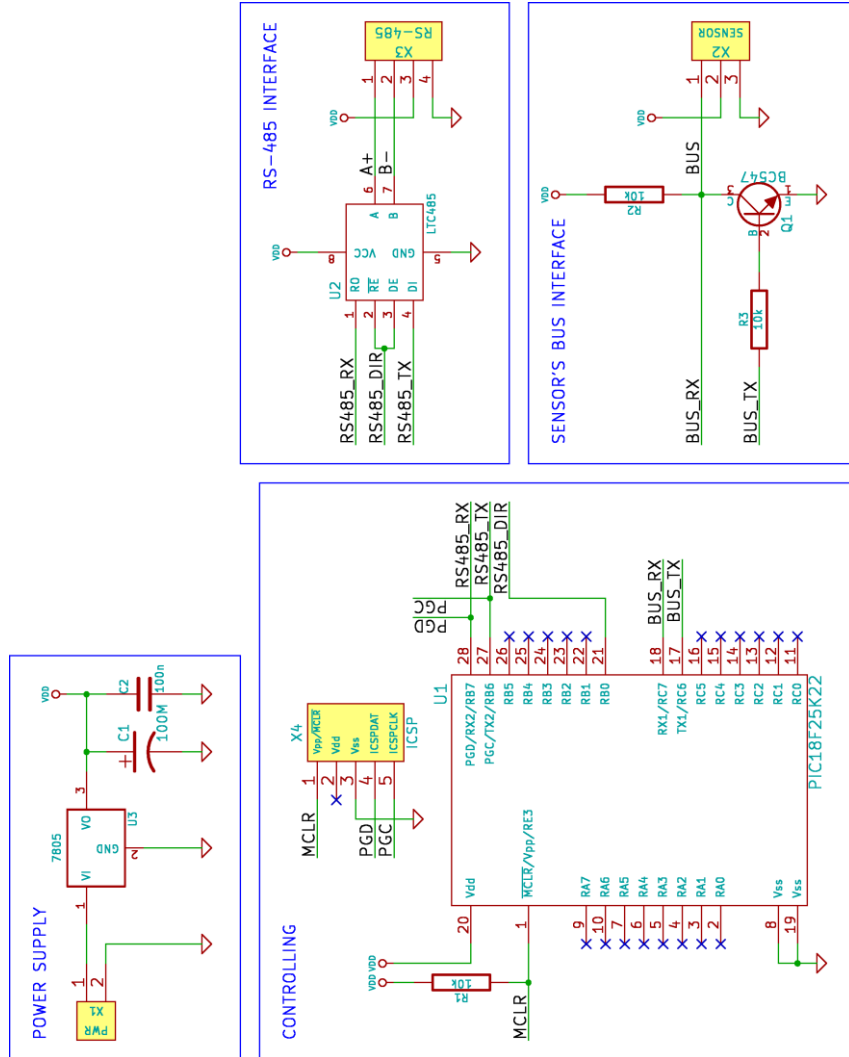 RS-485 INTERFACE
RS-485
X3
1
2
3
4
VDD
A+
B-
6
7
A
B
LTC485
VDD
8
VCC
GND
5
U2
RO
RE
DE
DI
1
2
3
4
RS485_RX
RS485_DIR
RS485_TX
SENSOR'S BUS INTERFACE
SENSOR
X2
1
2
3
VDD
BUS
VDD
R2
10k
3
C
BC547
E
1
B
2
Q1
R3
10k
BUS_RX
BUS_TX
POWER SUPPLY
PWR
X1
1
2
1
VI
7805
VO
3
GND
2
U3
VDD
C1
100M
C2
100n
CONTROLLING
X4
ICSP
Vpp/MCLR
Vdd
Vss
ICSPDAT
ICSPCLK
1
2
3
4
5
MCLR
PGD
PGC
PGD
PGC
RS485_RX
RS485_TX
RS485_DIR
BUS_RX
BUS_TX
28
27
26
25
24
23
22
21
18
17
16
15
14
13
12
11
U1
PGD/RX2/RB7
PGC/TX2/RB6
RB5
RB4
RB3
RB2
RB1
RB0
RX1/RC7
TX1/RC6
RC5
RC4
RC3
RC2
RC1
RC0
PIC18F25K22
Vdd
MCLR/Vpp/RE3
RA7
RA6
RA5
RA4
RA3
RA2
RA1
RA0
Vss
Vss
20
1
9
10
7
6
5
4
3
2
8
19
VDD
VDD
R1
10k
MCLR